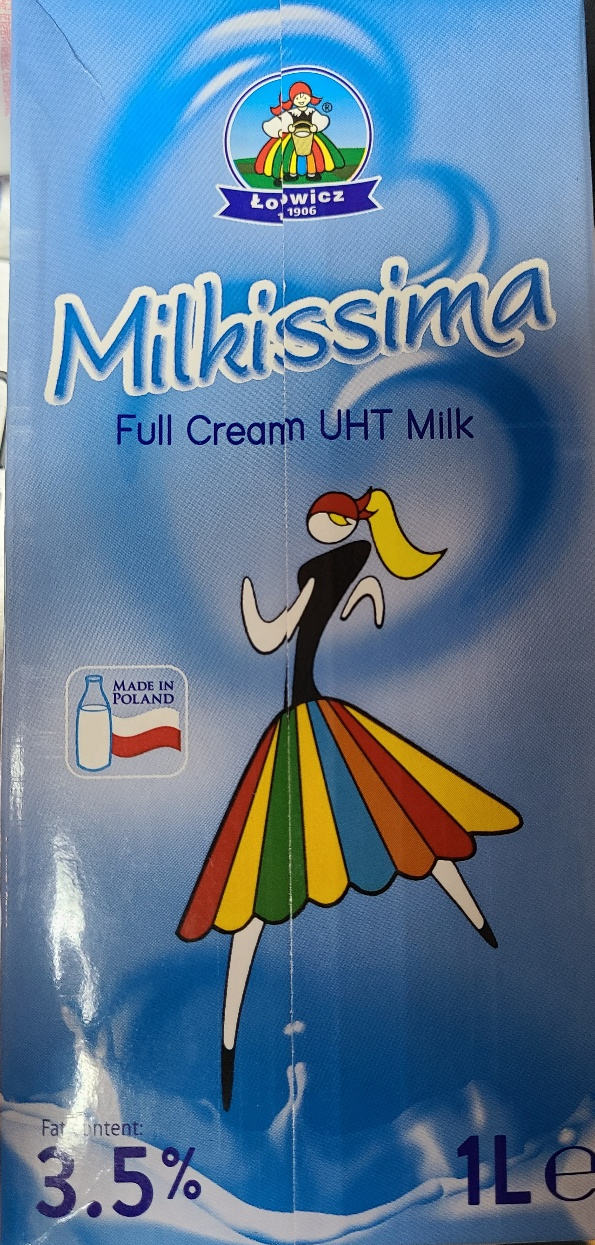 ®
Łowicz
1906
Milkissima
Full Cream UHT Milk
MADE IN
POLAND
Fat content:
3.5%
1L e